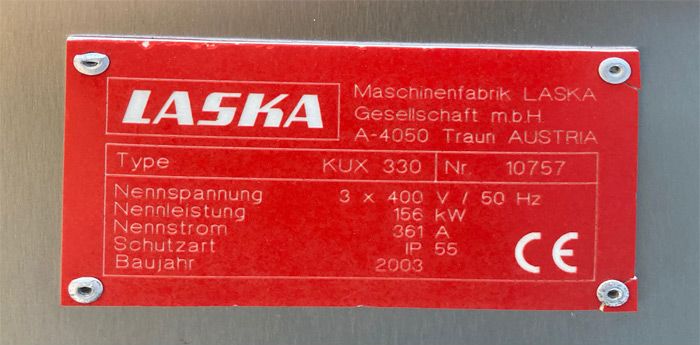 LASKA
Maschinenfabrik LASKA
Gesellschaft m.b.H.
A-4050 Traun AUSTRIA
Type KUX 330 Nr. 10757
Nennspannung 3 x 400 V / 50 Hz
Nennleistung 156 kW
Nennstrom 361 A
Schutzart IP 55
Baujahr 2003
CE